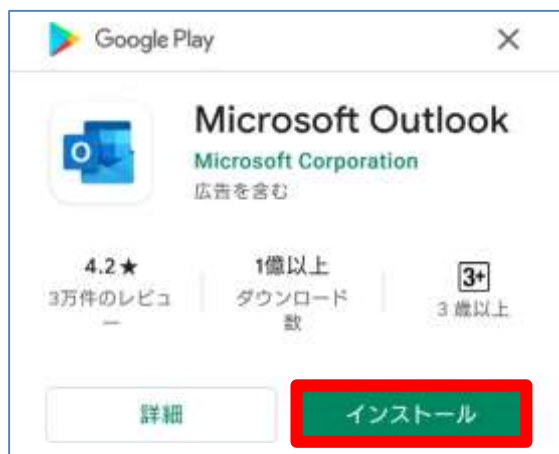 Google Play
Microsoft Outlook
Microsoft Corporation
広告を含む
4.2★
3万件のレビュ
ー
1億以上
ダウンロード
数
3+
3 歳以上
詳細
インストール